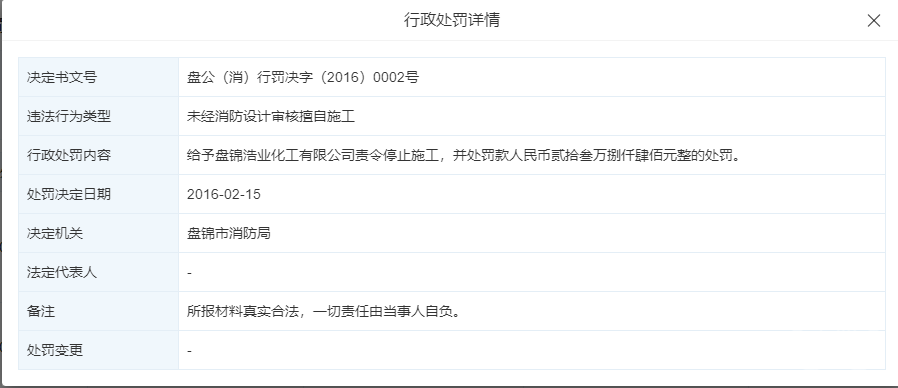 行政处罚详情
决定书文号 盘公（消）行罚决字（2016）0002号
违法行为类型 未经消防设计审核擅自施工
行政处罚内容 给予盘锦浩业化工有限公司责令停止施工，并处罚款人民币贰拾叁万捌仟肆佰元整的处罚。
处罚决定日期 2016-02-15
决定机关 盘锦市消防局
法定代表人 -
备注 所报材料真实合法，一切责任由当事人自负。
处罚变更 -